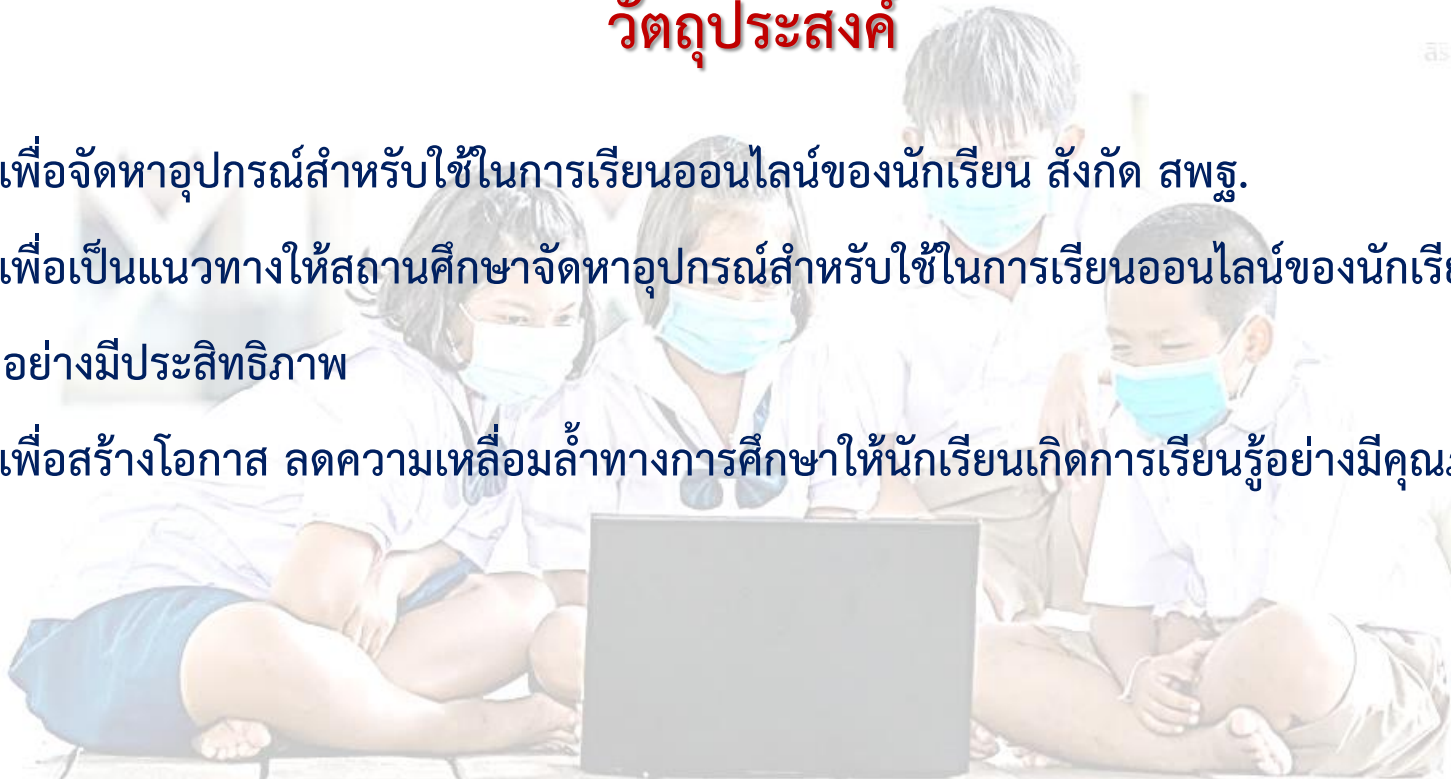 วัตถุประสงค์
เพื่อจัดหาอุปกรณ์สำหรับใช้ในการเรียนออนไลน์ของนักเรียน สังกัด สพฐ.
เพื่อเป็นแนวทางให้สถานศึกษาจัดหาอุปกรณ์สำหรับใช้ในการเรียนออนไลน์ของ
อย่างมีประสิทธิภาพ
เพื่อสร้างโอกาส ลดความเหลื่อมล้ำทางการศึกษาให้นักเรียนเกิดการเรียนรู้อย่างมี